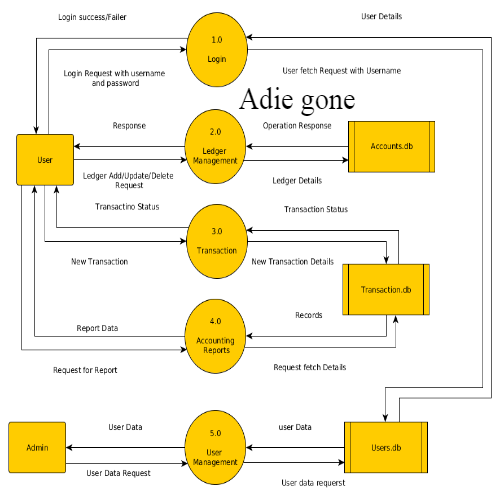 Login success/Failer
User Details
1.0
Login
Login Request with username
and password
User fetch Request with Username
Adie gone
Response
2.0
Ledger
Management
Operation Response
Accounts.db
User
Ledger Add/Update/Delete
Request
Ledger Details
Transactino Status
3.0
Transaction
Transaction Status
New Transaction
New Transaction Details
Transaction.db
Report Data
4.0
Accounting
Reports
Records
Request for Report
Request fetch Details
Admin
User Data
5.0
User
Management
user Data
Users.db
User Data Request
User data requerst